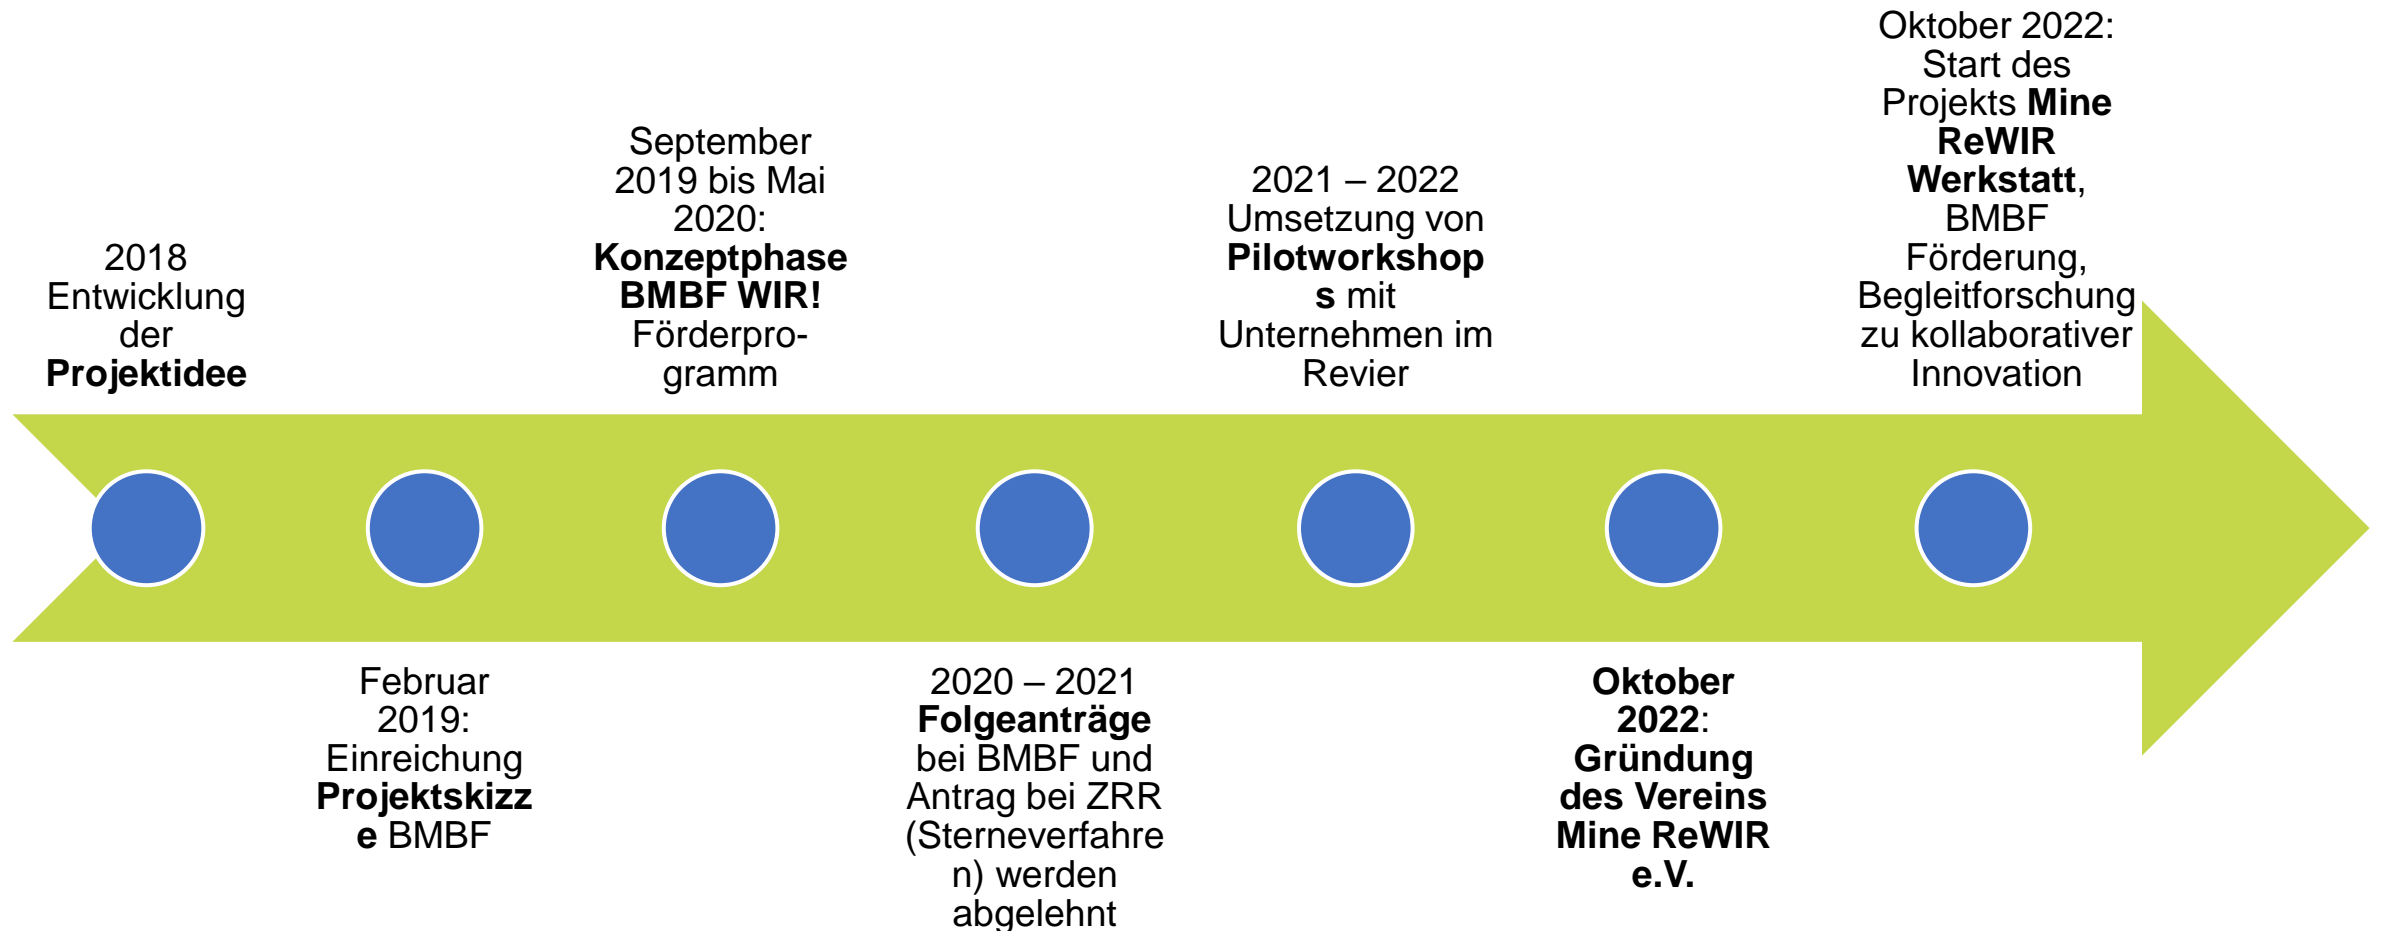 2018
Entwicklung
der
Projektidee
Februar
2019:
Einreichung
Projektskizz
e BMBF
September
2019 bis Mai
2020:
Konzeptphase
BMBF WIR!
Förderpro-
gramm
2020 – 2021
Folgeanträge
bei BMBF und
Antrag bei ZRR
(Sterneverfahre
n) werden
abgelehnt
2021 – 2022
Umsetzung von
Pilotworkshop
s mit
Unternehmen im
Revier
Oktober
2022:
Gründung
des Vereins
Mine ReWIR
e.V.
Oktober 2022:
Start des
Projekts Mine
ReWIR
Werkstatt,
BMBF
Förderung,
Begleitforschung
zu kollaborativer
Innovation